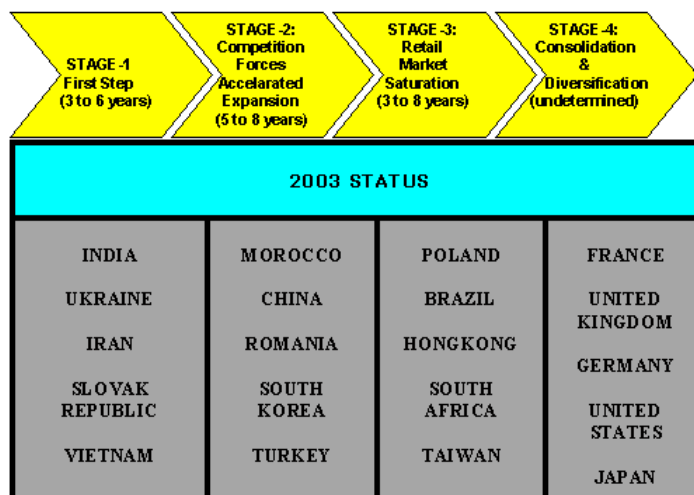 STAGE -1
First Step
(3 to 6 years)
STAGE -2:
Competition
Forces
Accelarated
Expansion
(5 to 8 years)
STAGE -3:
Retail
Market
Saturation
(3 to 8 years)
STAGE -4:
Consolidation
&
Diversification
(undetermined)
2003 STATUS
INDIA
UKRAINE
IRAN
SLOVAK
REPUBLIC
VIETNAM
MOROCCO
CHINA
ROMANIA
SOUTH
KOREA
TURKEY
POLAND
BRAZIL
HONGKONG
SOUTH
AFRICA
TAIWAN
FRANCE
UNITED
KINGDOM
GERMANY
UNITED
STATES
JAPAN